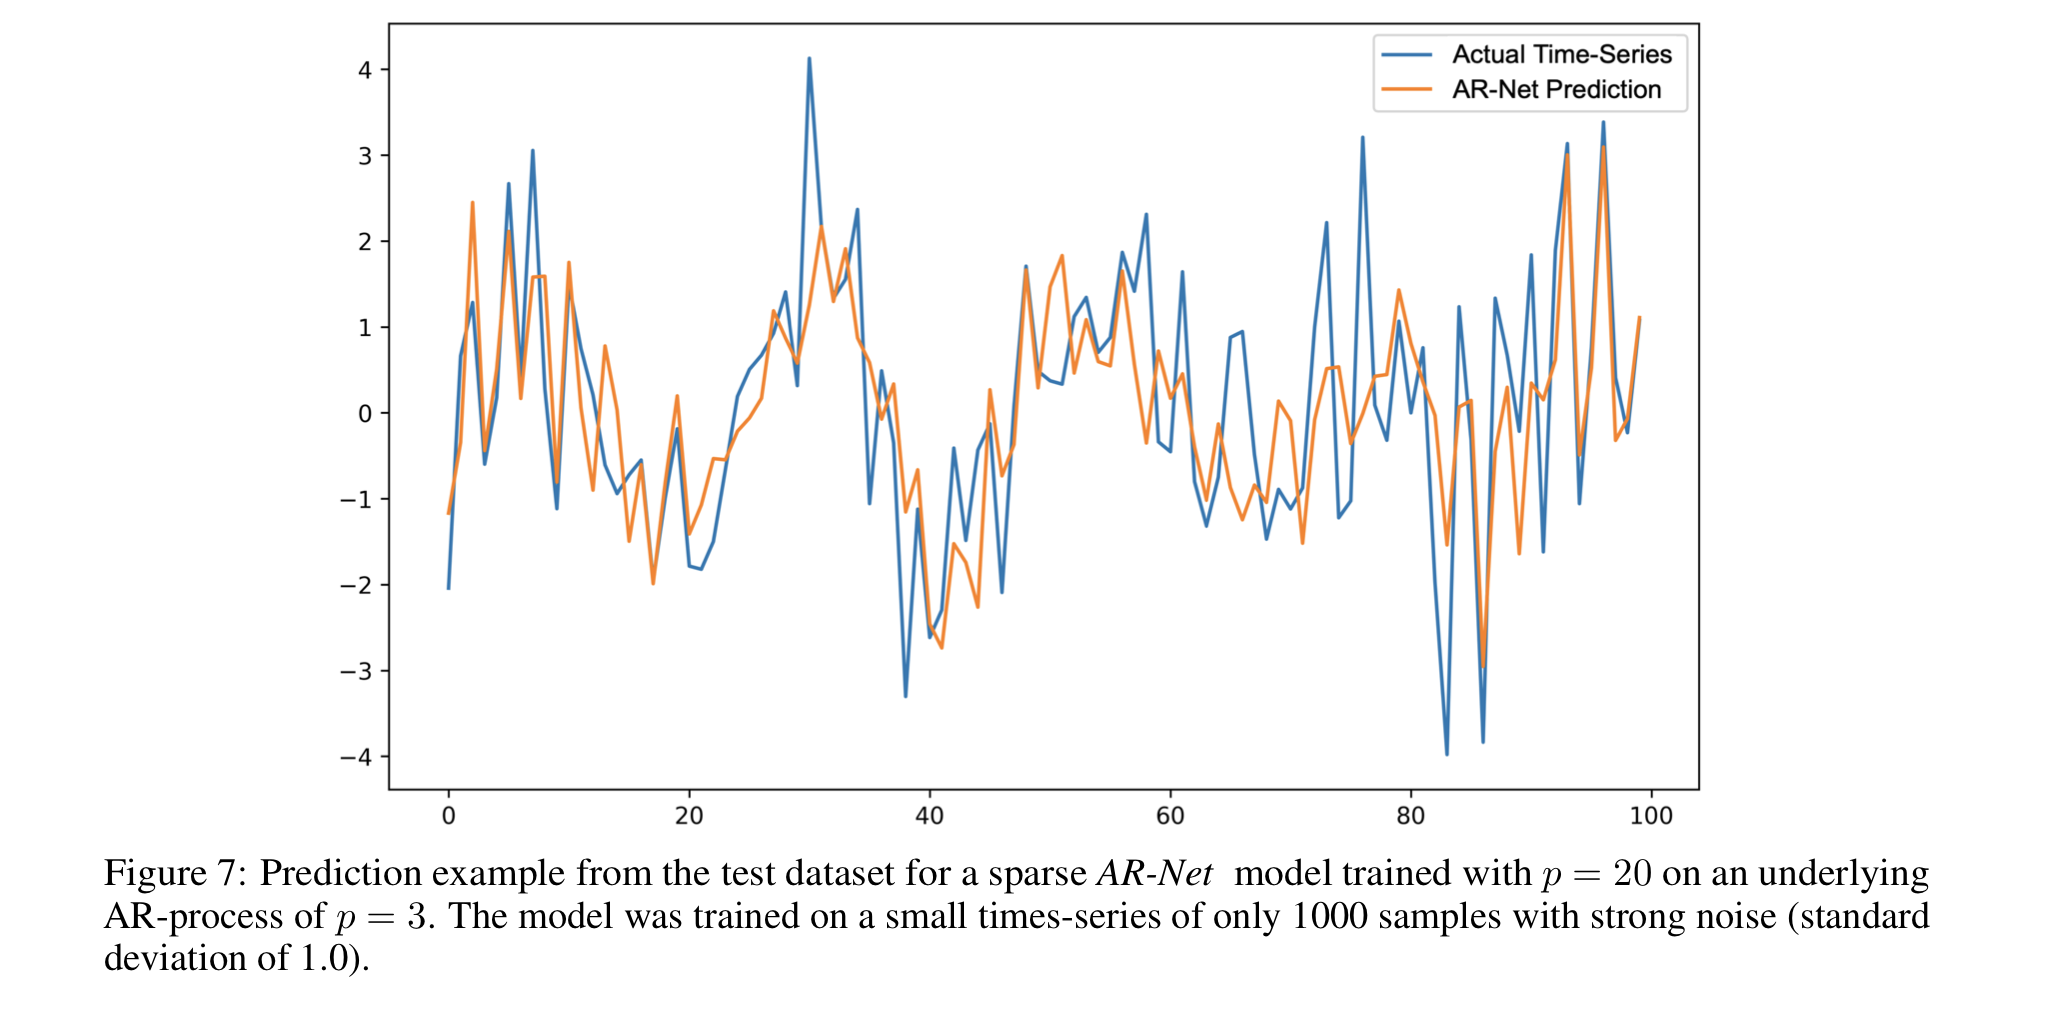 Actual Time-Series
AR-Net Prediction
4
3
2
1
0
−1
−2
−3
−4
0 20 40 60 80 100
Figure 7: Prediction example from the test dataset for a sparse AR-Net model trained with p = 20 on an underlying
AR-process of p = 3. The model was trained on a small times-series of only 1000 samples with strong noise (standard
deviation of 1.0).